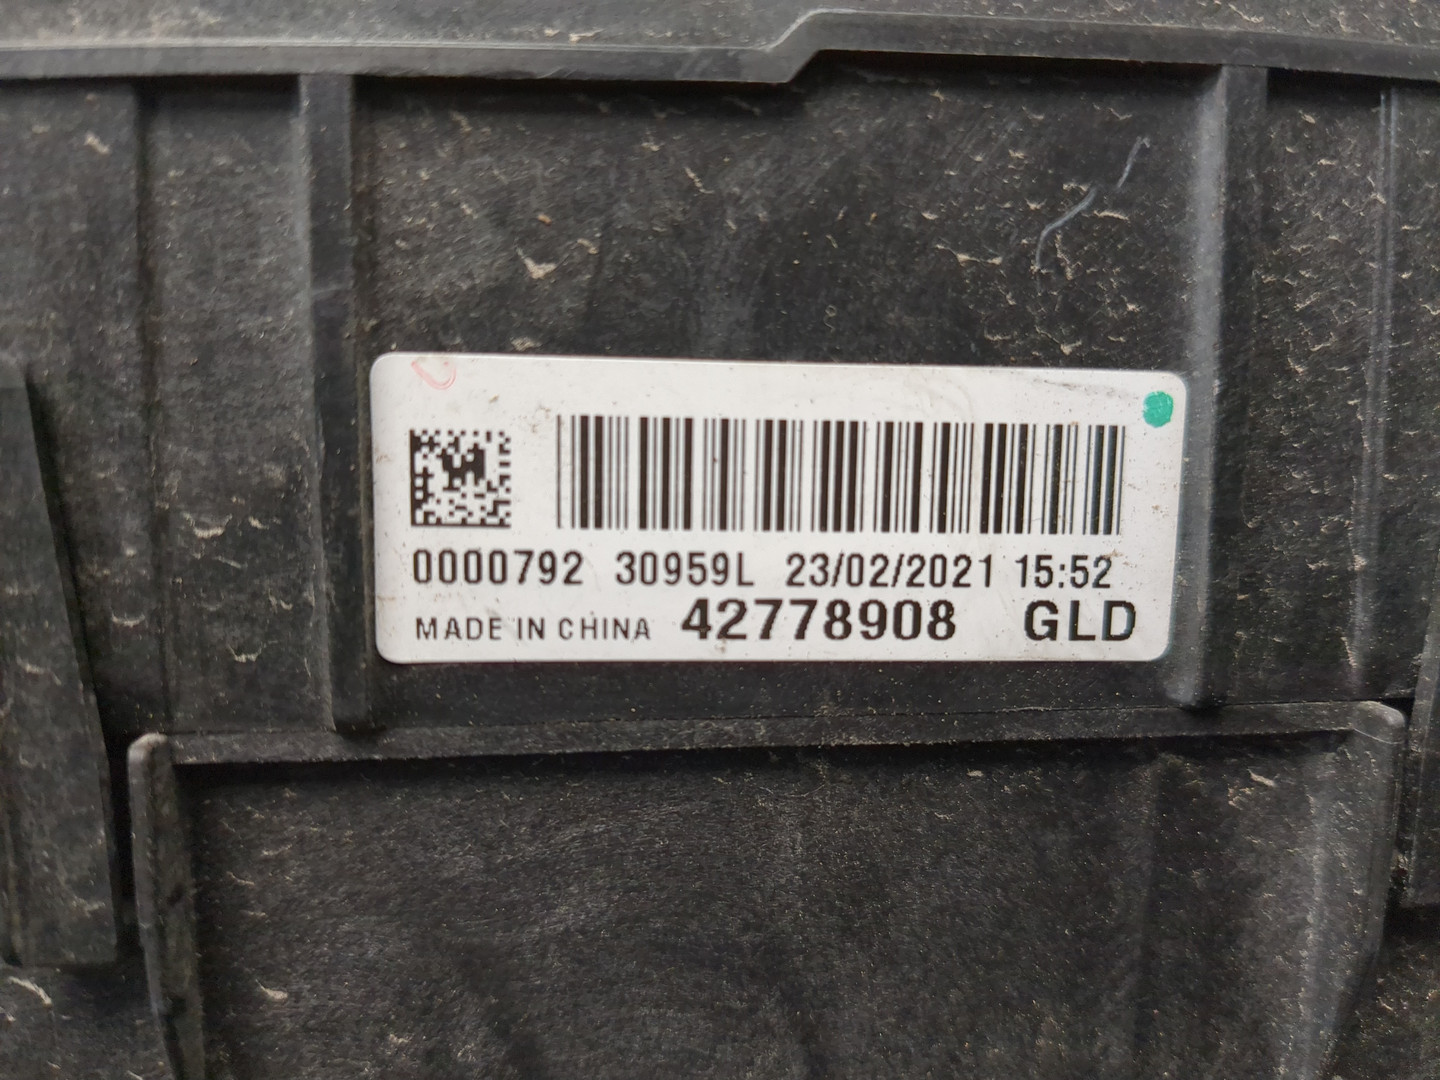 0000792 30959L 23/02/2021 15:52
MADE IN CHINA 42778908 GLD